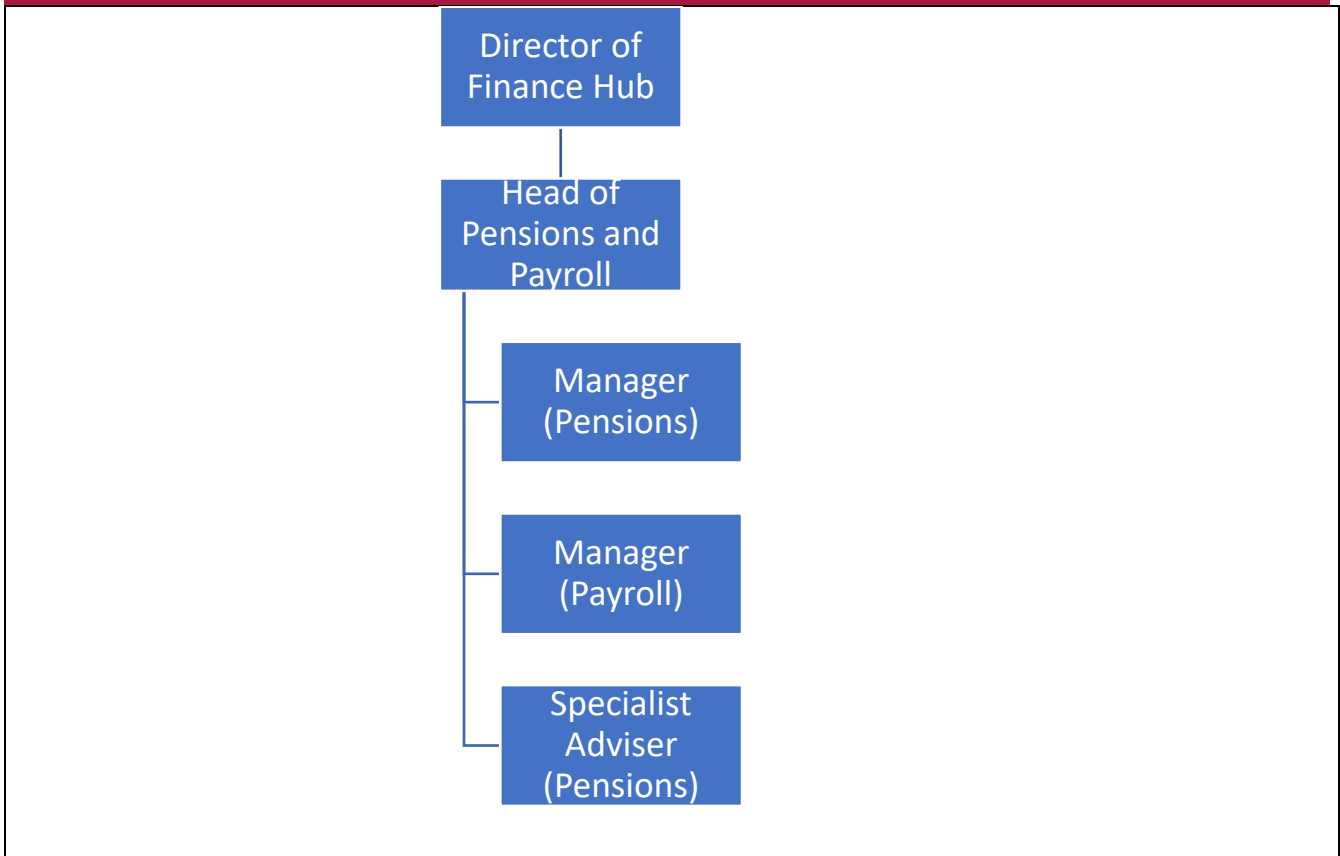 Director of
Finance Hub
Head of
Pensions and
Payroll
Manager
(Pensions)
Manager
(Payroll)
Specialist
Adviser
(Pensions)